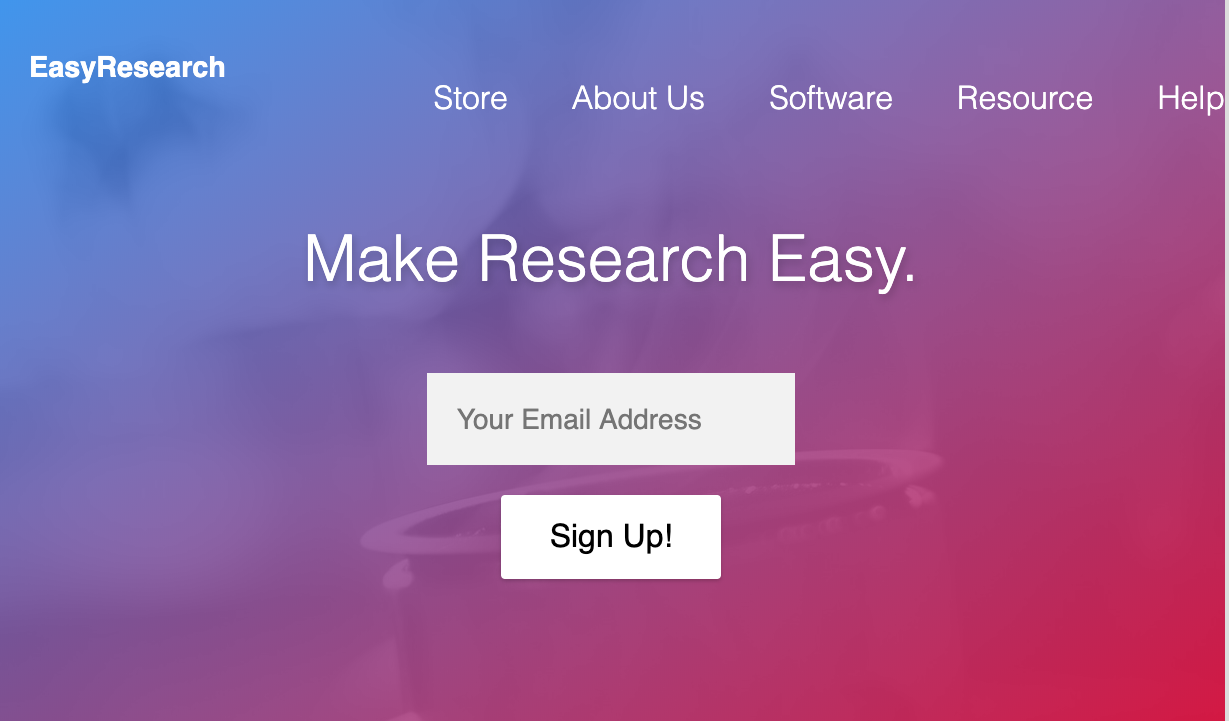 EasyResearch
Store About Us Software Resource Help
Make Research Easy.
Your Email Address
Sign Up!